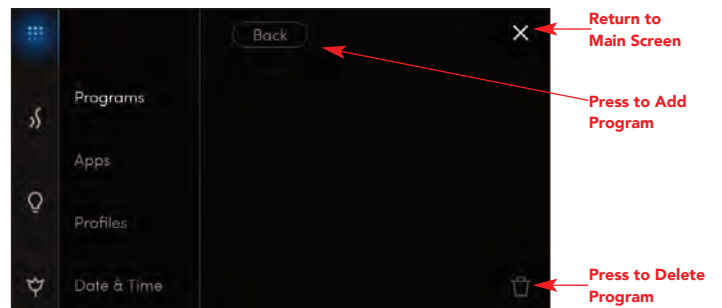 Back
Return to
Main Screen
Programs
Press to Add
Program
Apps
Profiles
Date & Time
Press to Delete
Program